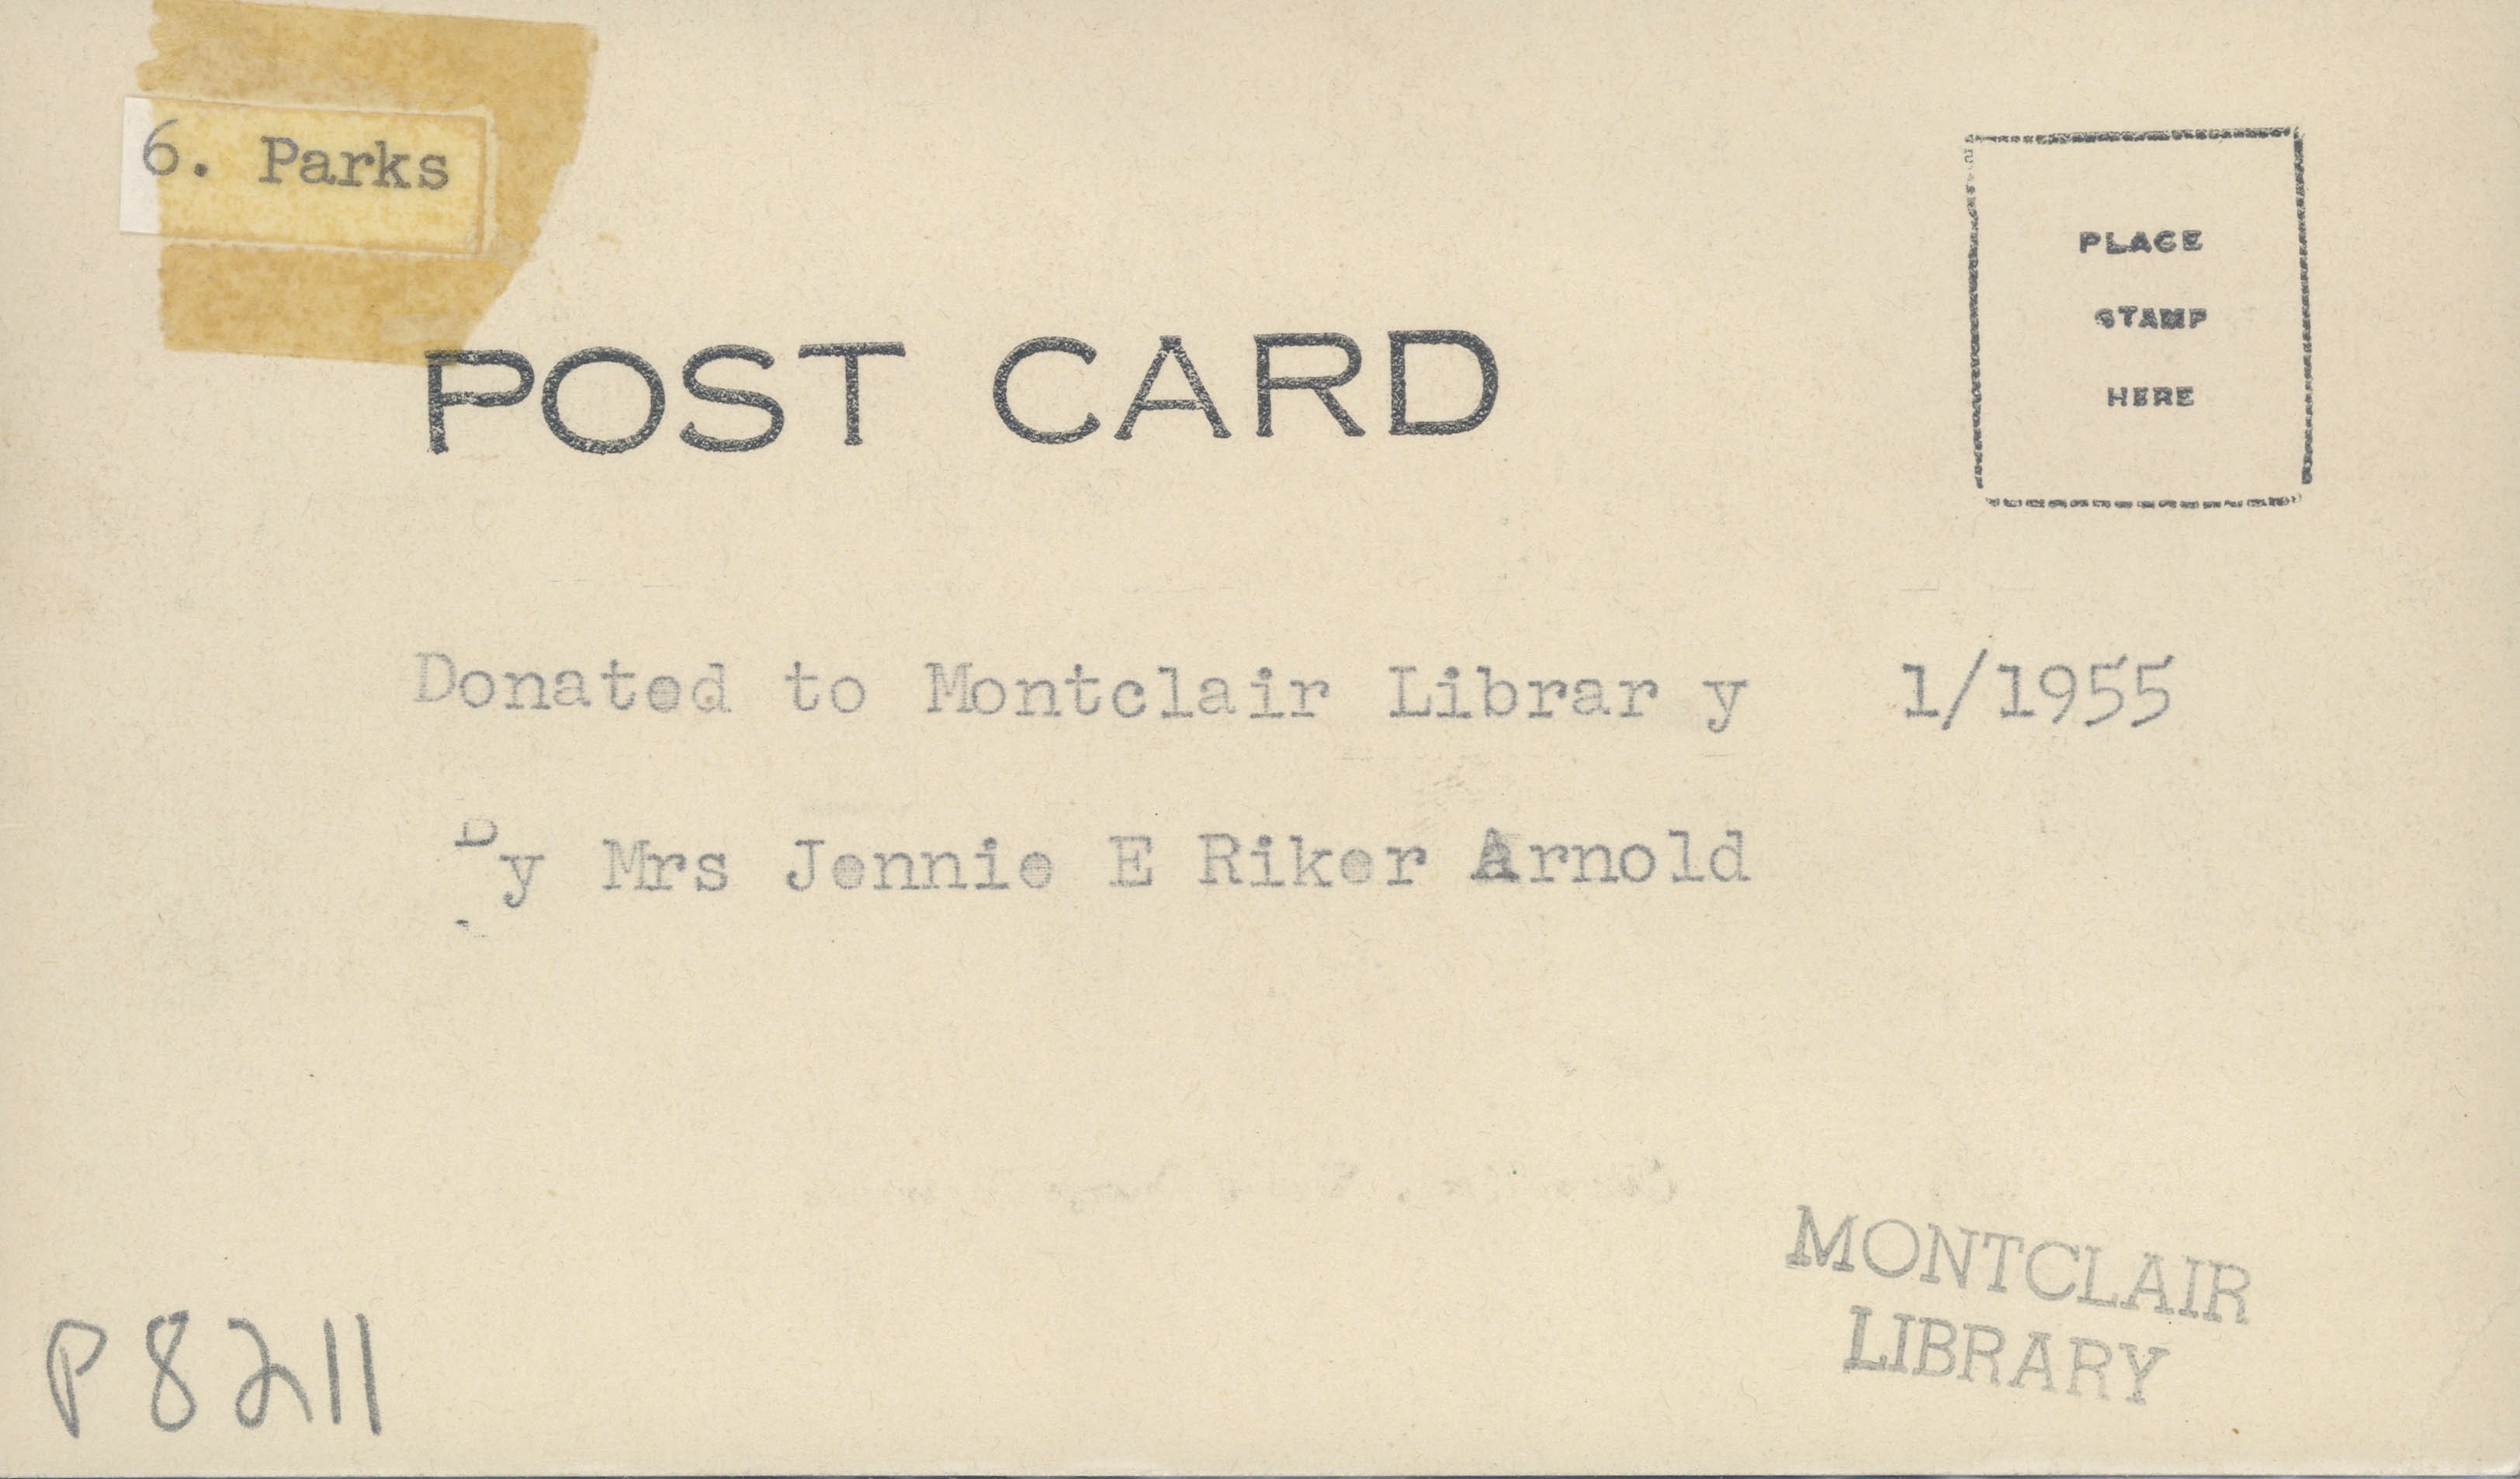 6. Parks
PLACE
STAMP
HERE
POST CARD
Donated to Montclair Librar y 1/1955
By Mrs Jennie E Riker Arnold
MONTCLAIR
LIBRARY
P8211